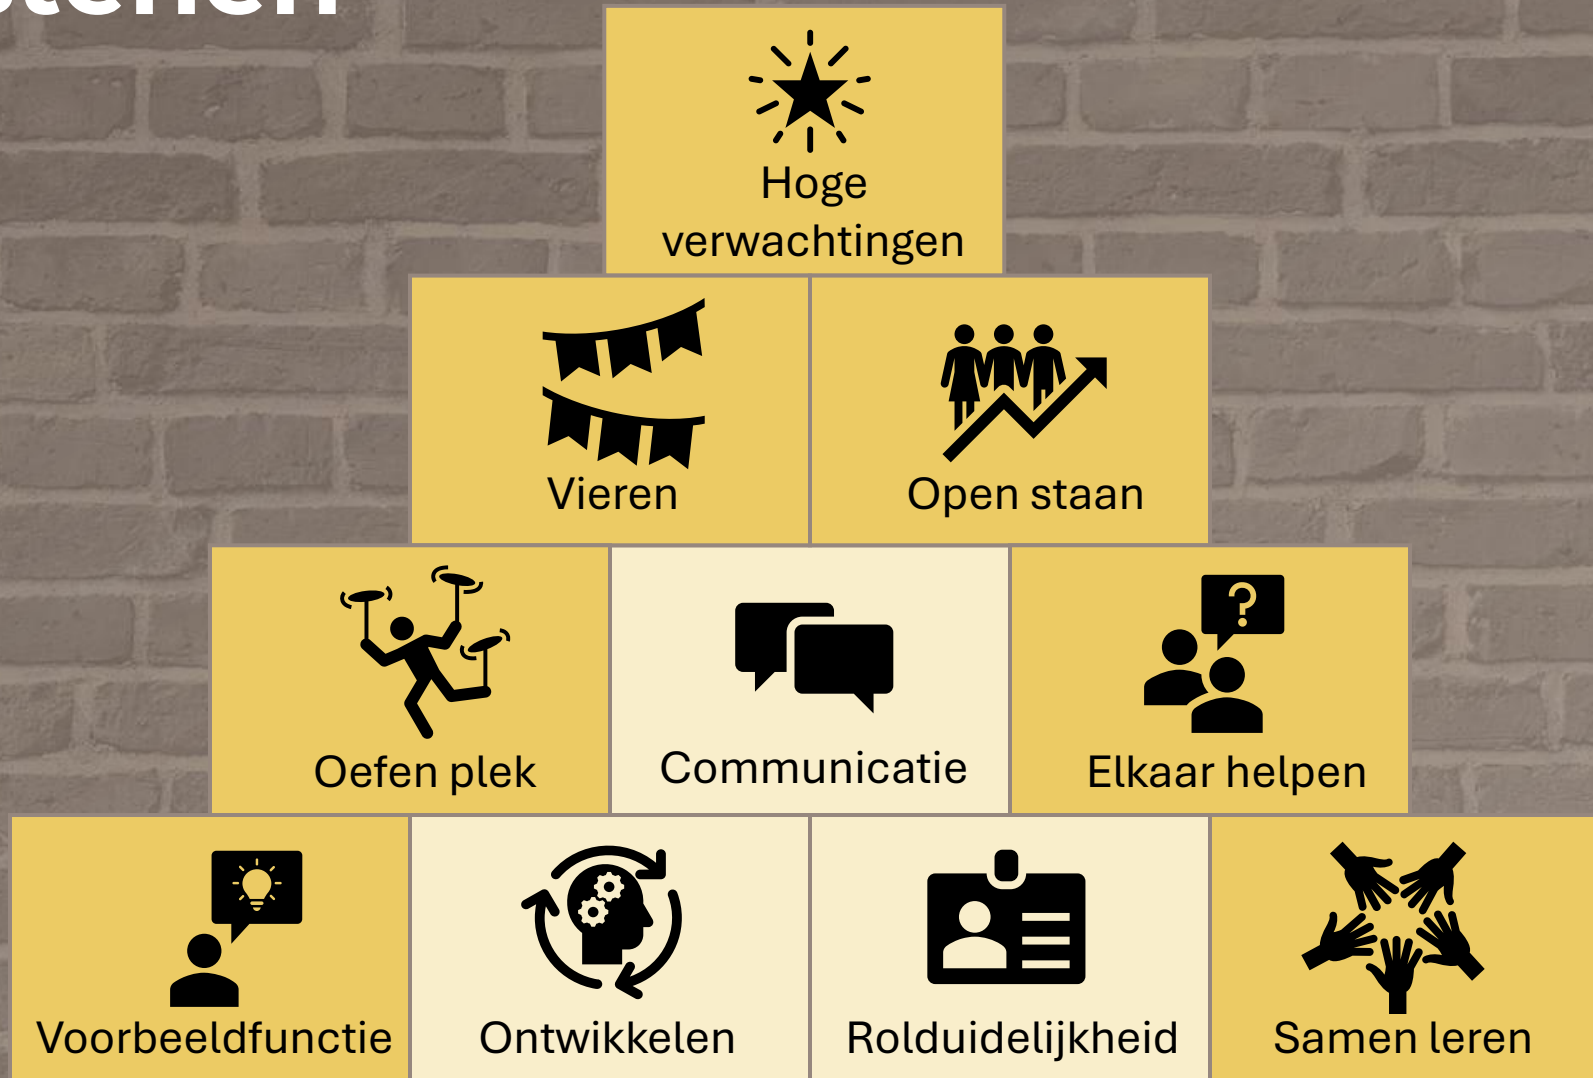 Hoge
verwachtingen
Vieren
Open staan
Oefen plek
Communicatie
Elkaar helpen
Voorbeeldfunctie
Ontwikkelen
Rolduidelijkheid
Samen leren